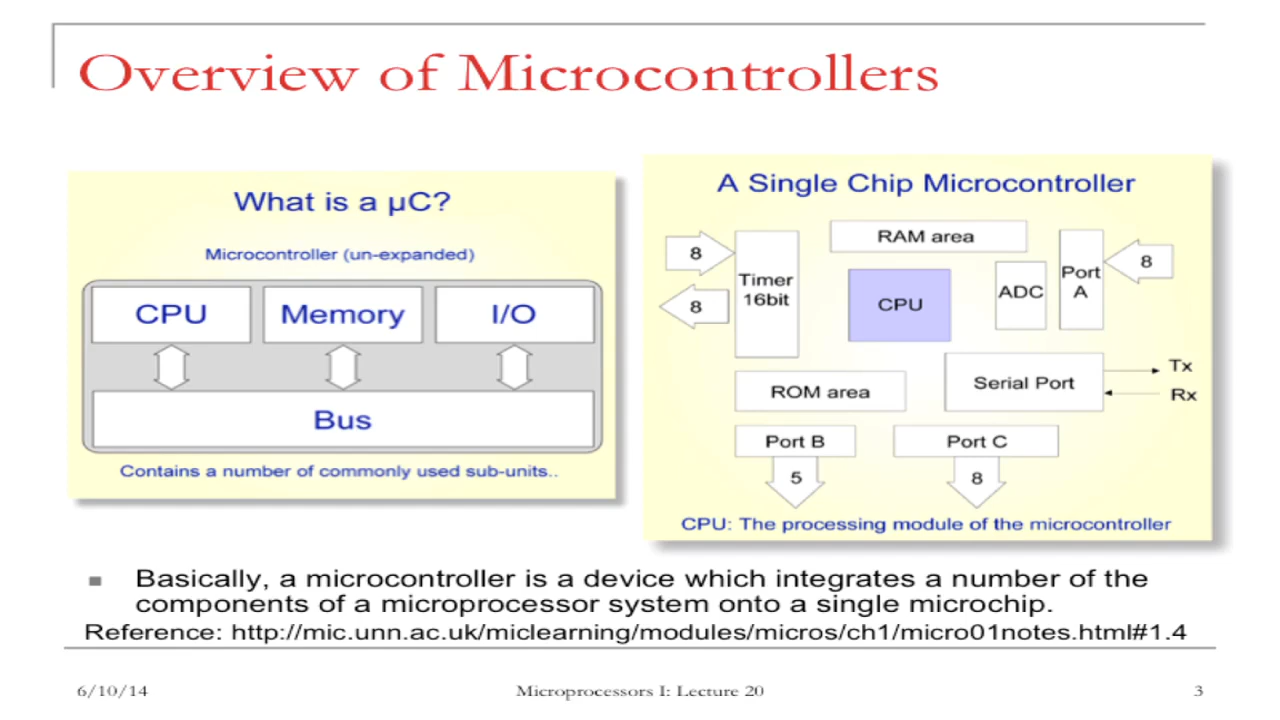 Overview of Microcontrollers
What is a µC?
Microcontroller (un-expanded)
CPU
Memory
I/O
Bus
Contains a number of commonly used sub-units..
A Single Chip Microcontroller
8
8
Timer
16bit
RAM area
CPU
ADC
Port
A
8
ROM area
Serial Port
Tx
Rx
Port B
5
Port C
8
CPU: The processing module of the microcontroller
Basically, a microcontroller is a device which integrates a number of the
components of a microprocessor system onto a single microchip.
Reference: http://mic.unn.ac.uk/miclearning/modules/micros/ch1/micro01notes.html#1.4
6/10/14
Microprocessors I: Lecture 20
3